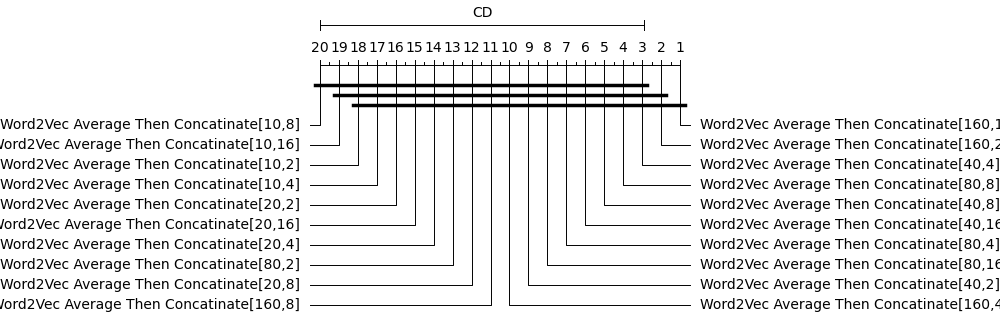 CD
20 19 18 17 16 15 14 13 12 11 10 9 8 7 6 5 4 3 2 1
Word2Vec Average Then Concatinate[10,8]
Word2Vec Average Then Concatinate[160,1
Word2Vec Average Then Concatinate[10,16]
Word2Vec Average Then Concatinate[160,2
Word2Vec Average Then Concatinate[10,2]
Word2Vec Average Then Concatinate[40,4]
Word2Vec Average Then Concatinate[10,4]
Word2Vec Average Then Concatinate[80,8]
Word2Vec Average Then Concatinate[20,2]
Word2Vec Average Then Concatinate[40,8]
Word2Vec Average Then Concatinate[20,16]
Word2Vec Average Then Concatinate[40,16
Word2Vec Average Then Concatinate[20,4]
Word2Vec Average Then Concatinate[80,4]
Word2Vec Average Then Concatinate[80,2]
Word2Vec Average Then Concatinate[80,16
Word2Vec Average Then Concatinate[20,8]
Word2Vec Average Then Concatinate[40,2]
Word2Vec Average Then Concatinate[160,8]
Word2Vec Average Then Concatinate[160,4